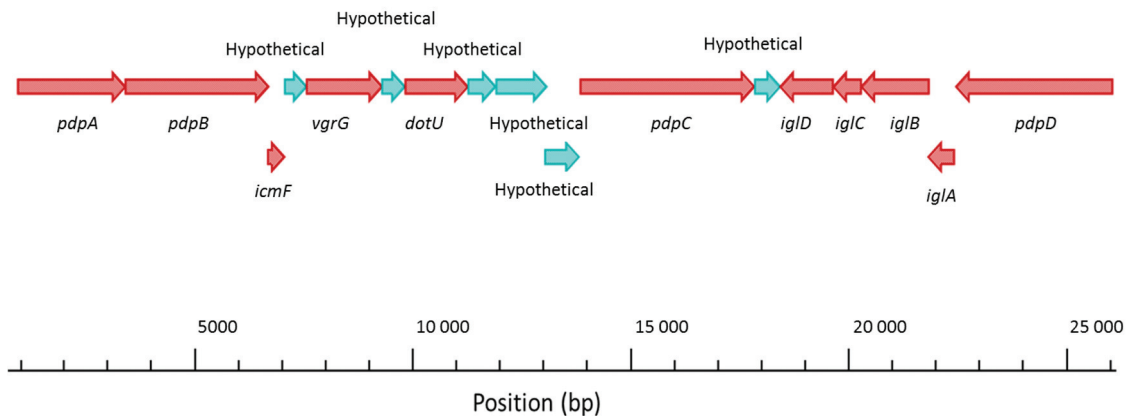 Hypothetical
Hypothetical Hypothetical Hypothetical
pdpA pdpB vgrG dotU Hypothetical pdpC iglD iglC iglB pdpD
icmF Hypothetical iglA
5000 10 000 15 000 20 000 25 000
Position (bp)